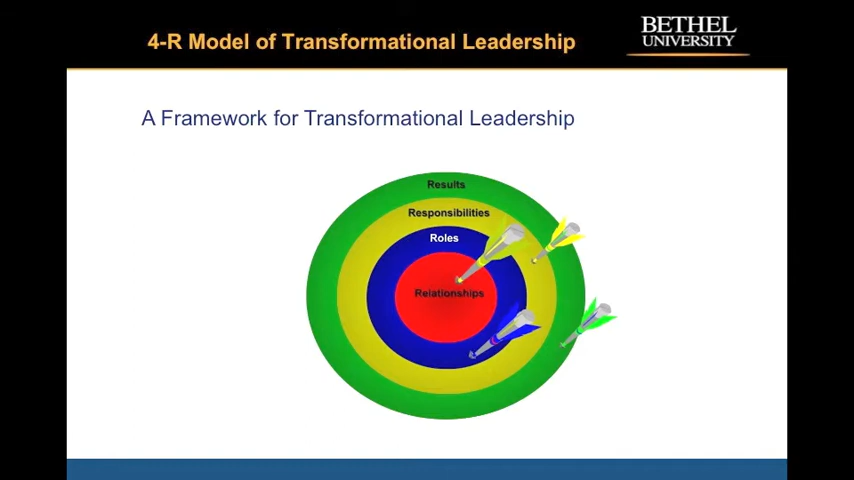 4-R Model of Transformational Leadership
BETHEL
UNIVERSITY
A Framework for Transformational Leadership
Results
Responsibilities
Roles
Relationships